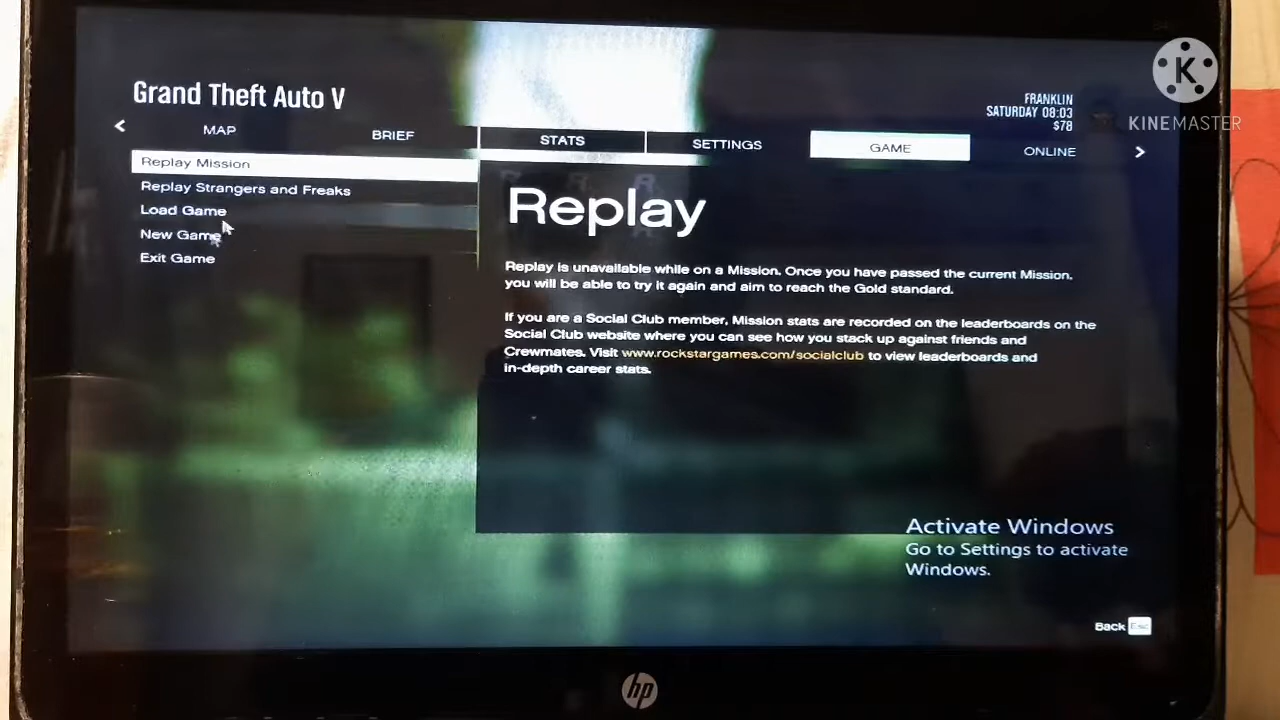 Grand Theft Auto V
FRANKLIN
SATURDAY 08:03
$78
MAP
BRIEF
STATS
SETTINGS
GAME
ONLINE
Replay Mission
Replay Strangers and Freaks
Load Game
New Game
Exit Game
Replay
Replay is unavailable while on a Mission. Once you have passed the current Mission,
you will be able to try it again and aim to reach the Gold standard.
If you are a Social Club member, Mission stats are recorded on the leaderboards on the
Social Club website where you can see how you stack up against friends and
Crewmates. Visit www.rockstargames.com/socialclub to view leaderboards and
in-depth career stats.
Activate Windows
Go to Settings to activate
Windows.
Back Esc
hp
K
KINEMASTER